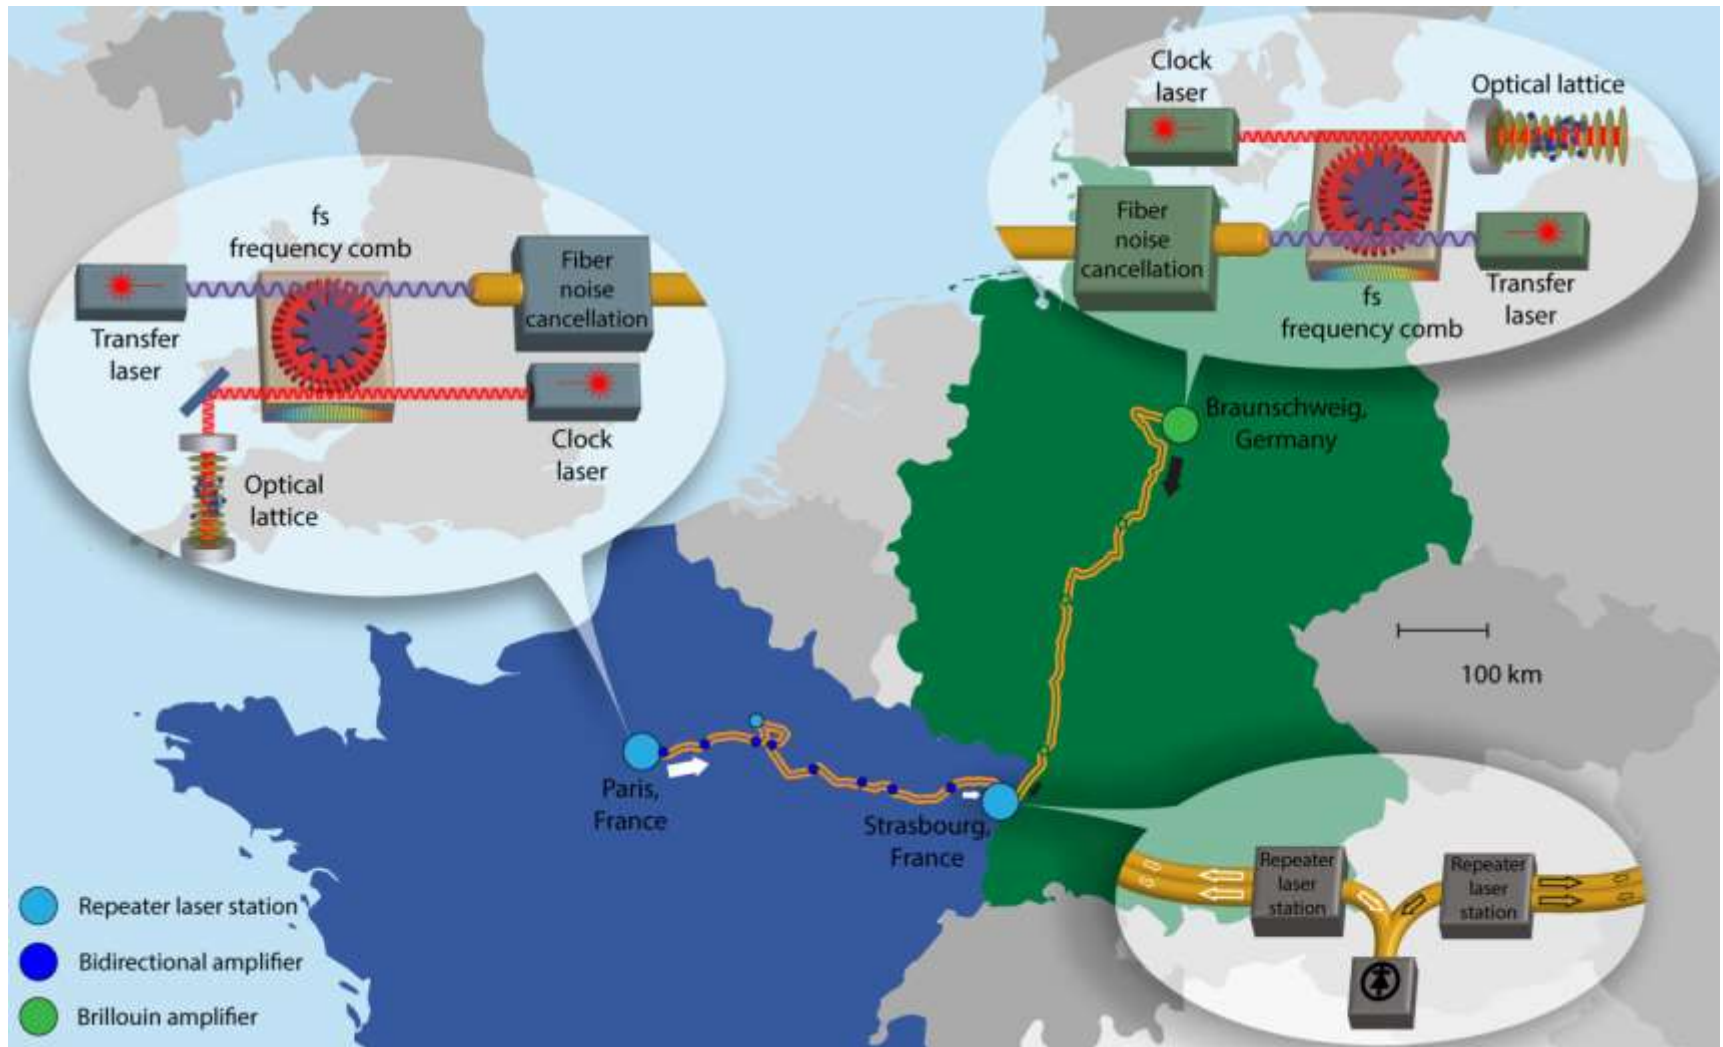 fs
frequency comb
Fiber
noise
cancellation
Transfer
laser
Clock
laser
Optical
lattice
Clock
laser
Optical lattice
Fiber
noise
cancellation
fs
frequency comb
Transfer
laser
Braunschweig,
Germany
100 km
Paris,
France
Strasbourg,
France
Repeater
laser
station
Repeater
laser
station
Repeater laser station
Bidirectional amplifier
Brillouin amplifier